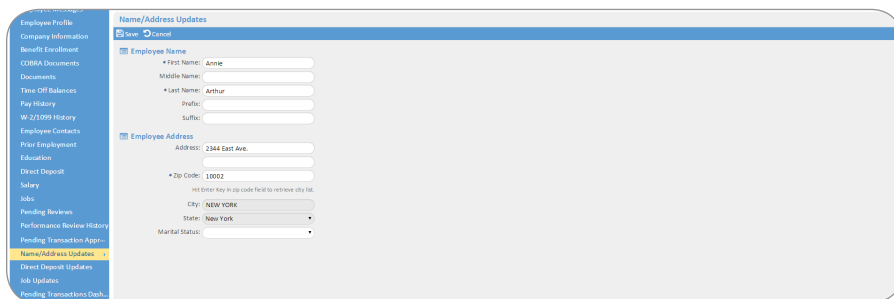 Employee Messages
Employee Profile
Company Information
Benefit Enrollment
COBRA Documents
Documents
Time Off Balances
Pay History
W-2/1099 History
Employee Contacts
Prior Employment
Education
Direct Deposit
Salary
Jobs
Pending Reviews
Performance Review History
Pending Transaction Appr...
Name/Address Updates ›
Direct Deposit Updates
Job Updates
Pending Transactions Dash...
Name/Address Updates
Save Cancel
Employee Name
* First Name: Annie
Middle Name:
* Last Name: Arthur
Prefix:
Suffix:
Employee Address
Address: 2344 East Ave.
* Zip Code: 10002
Hit Enter Key in zip code field to retrieve city list.
City: NEW YORK
State: New York
Marital Status: